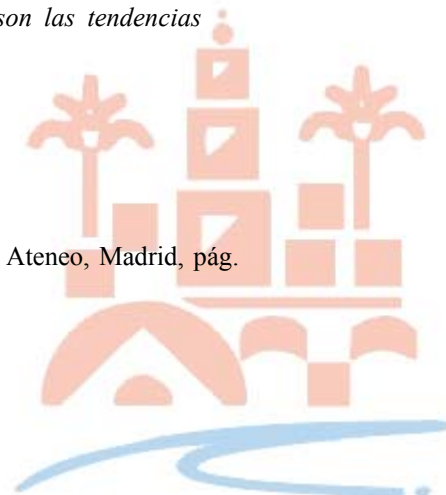 son las tendencias
Ateneo, Madrid, pág.